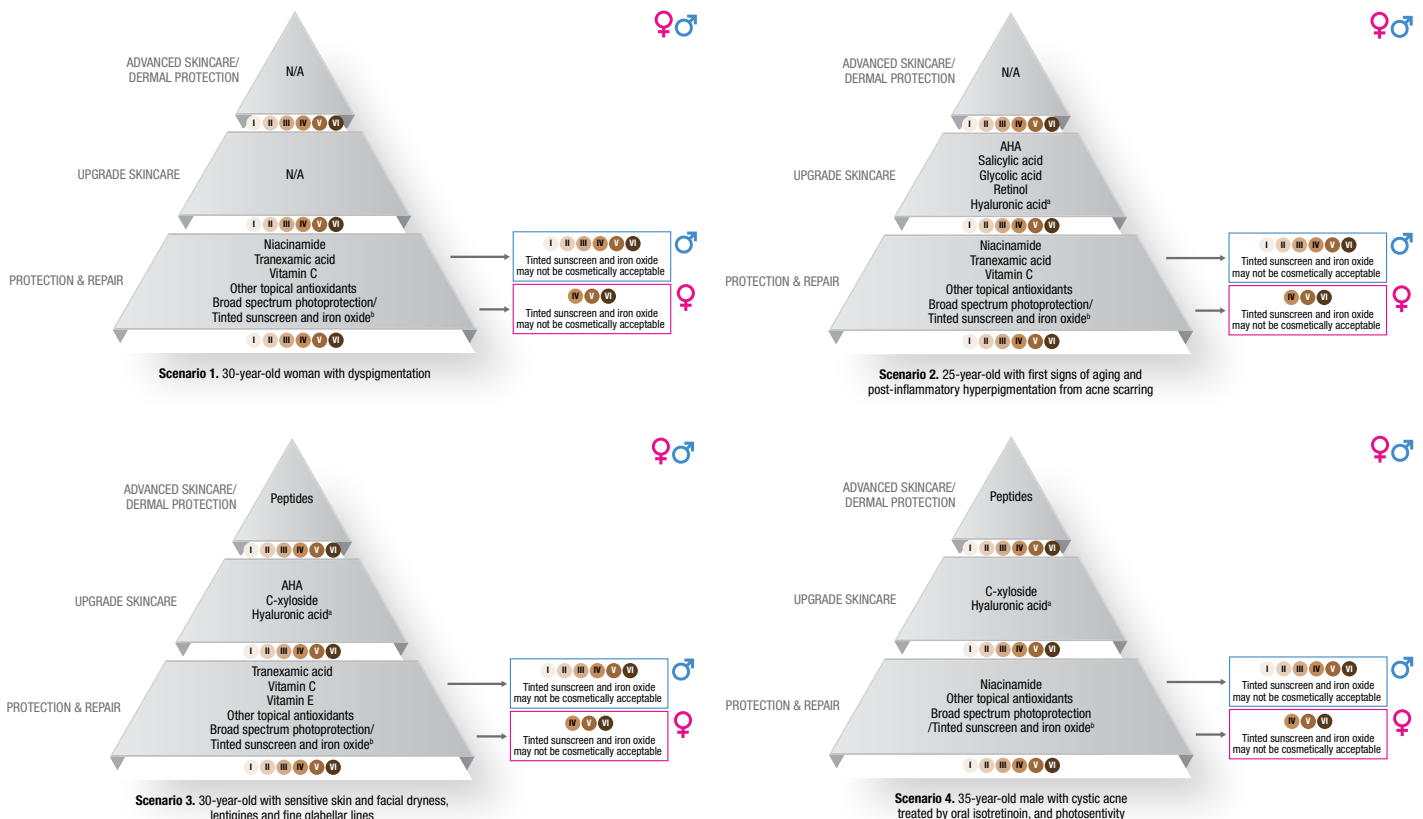 ADVANCED SKINCARE/
DERMAL PROTECTION
N/A
I II III IV V VI
UPGRADE SKINCARE
N/A
I II III IV V VI
PROTECTION & REPAIR
Niacinamide
Tranexamic acid
Vitamin C
Other topical antioxidants
Broad spectrum photoprotection/
Tinted sunscreen and iron oxideᵇ
I II III IV V VI
I II III IV V VI
Tinted sunscreen and iron oxide
may not be cosmetically acceptable
IV V VI
Tinted sunscreen and iron oxide
may not be cosmetically acceptable
Scenario 1. 30-year-old woman with dyspigmentation
ADVANCED SKINCARE/
DERMAL PROTECTION
N/A
I II III IV V VI
UPGRADE SKINCARE
AHA
Salicylic acid
Glycolic acid
Retinol
Hyaluronic acidᵃ
I II III IV V VI
PROTECTION & REPAIR
Niacinamide
Tranexamic acid
Vitamin C
Other topical antioxidants
Broad spectrum photoprotection/
Tinted sunscreen and iron oxideᵇ
I II III IV V VI
I II III IV V VI
Tinted sunscreen and iron oxide
may not be cosmetically acceptable
IV V VI
Tinted sunscreen and iron oxide
may not be cosmetically acceptable
Scenario 2. 25-year-old with first signs of aging and
post-inflammatory hyperpigmentation from acne scarring
ADVANCED SKINCARE/
DERMAL PROTECTION
Peptides
I II III IV V VI
UPGRADE SKINCARE
AHA
C-xyloside
Hyaluronic acidᵃ
I II III IV V VI
PROTECTION & REPAIR
Tranexamic acid
Vitamin C
Vitamin E
Other topical antioxidants
Broad spectrum photoprotection/
Tinted sunscreen and iron oxideᵇ
I II III IV V VI
I II III IV V VI
Tinted sunscreen and iron oxide
may not be cosmetically acceptable
IV V VI
Tinted sunscreen and iron oxide
may not be cosmetically acceptable
Scenario 3. 30-year-old with sensitive skin and facial dryness,
lentigines and fine glabellar lines
ADVANCED SKINCARE/
DERMAL PROTECTION
Peptides
I II III IV V VI
UPGRADE SKINCARE
C-xyloside
Hyaluronic acidᵃ
I II III IV V VI
PROTECTION & REPAIR
Niacinamide
Other topical antioxidants
Broad spectrum photoprotection
/Tinted sunscreen and iron oxideᵇ
I II III IV V VI
I II III IV V VI
Tinted sunscreen and iron oxide
may not be cosmetically acceptable
IV V VI
Tinted sunscreen and iron oxide
may not be cosmetically acceptable
Scenario 4. 35-year-old male with cystic acne
treated by oral isotretinoin, and photosentivity